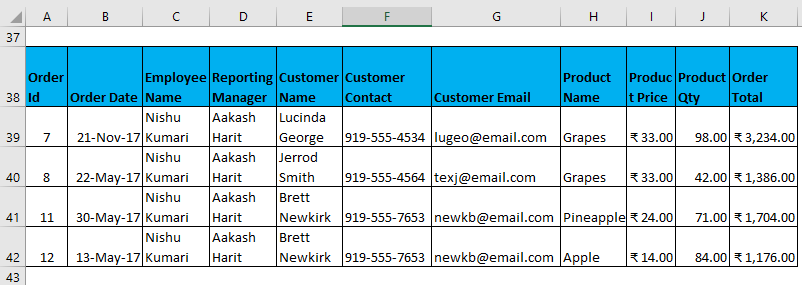 A B C D E F G H I J K
37
Order Employee Reporting Customer Customer Product Produc Product Order
38 Id Order Date Name Manager Name Contact Customer Email Name t Price Qty Total
Nishu Aakash Lucinda
39 7 21-Nov-17 Kumari Harit George 919-555-4534 lugeo@email.com Grapes ₹ 33.00 98.00 ₹ 3,234.00
Nishu Aakash Jerrod
40 8 22-May-17 Kumari Harit Smith 919-555-4564 texj@email.com Grapes ₹ 33.00 42.00 ₹ 1,386.00
Nishu Aakash Brett
41 11 30-May-17 Kumari Harit Newkirk 919-555-7653 newkb@email.com Pineapple ₹ 24.00 71.00 ₹ 1,704.00
Nishu Aakash Brett
42 12 13-May-17 Kumari Harit Newkirk 919-555-7653 newkb@email.com Apple ₹ 14.00 84.00 ₹ 1,176.00
43